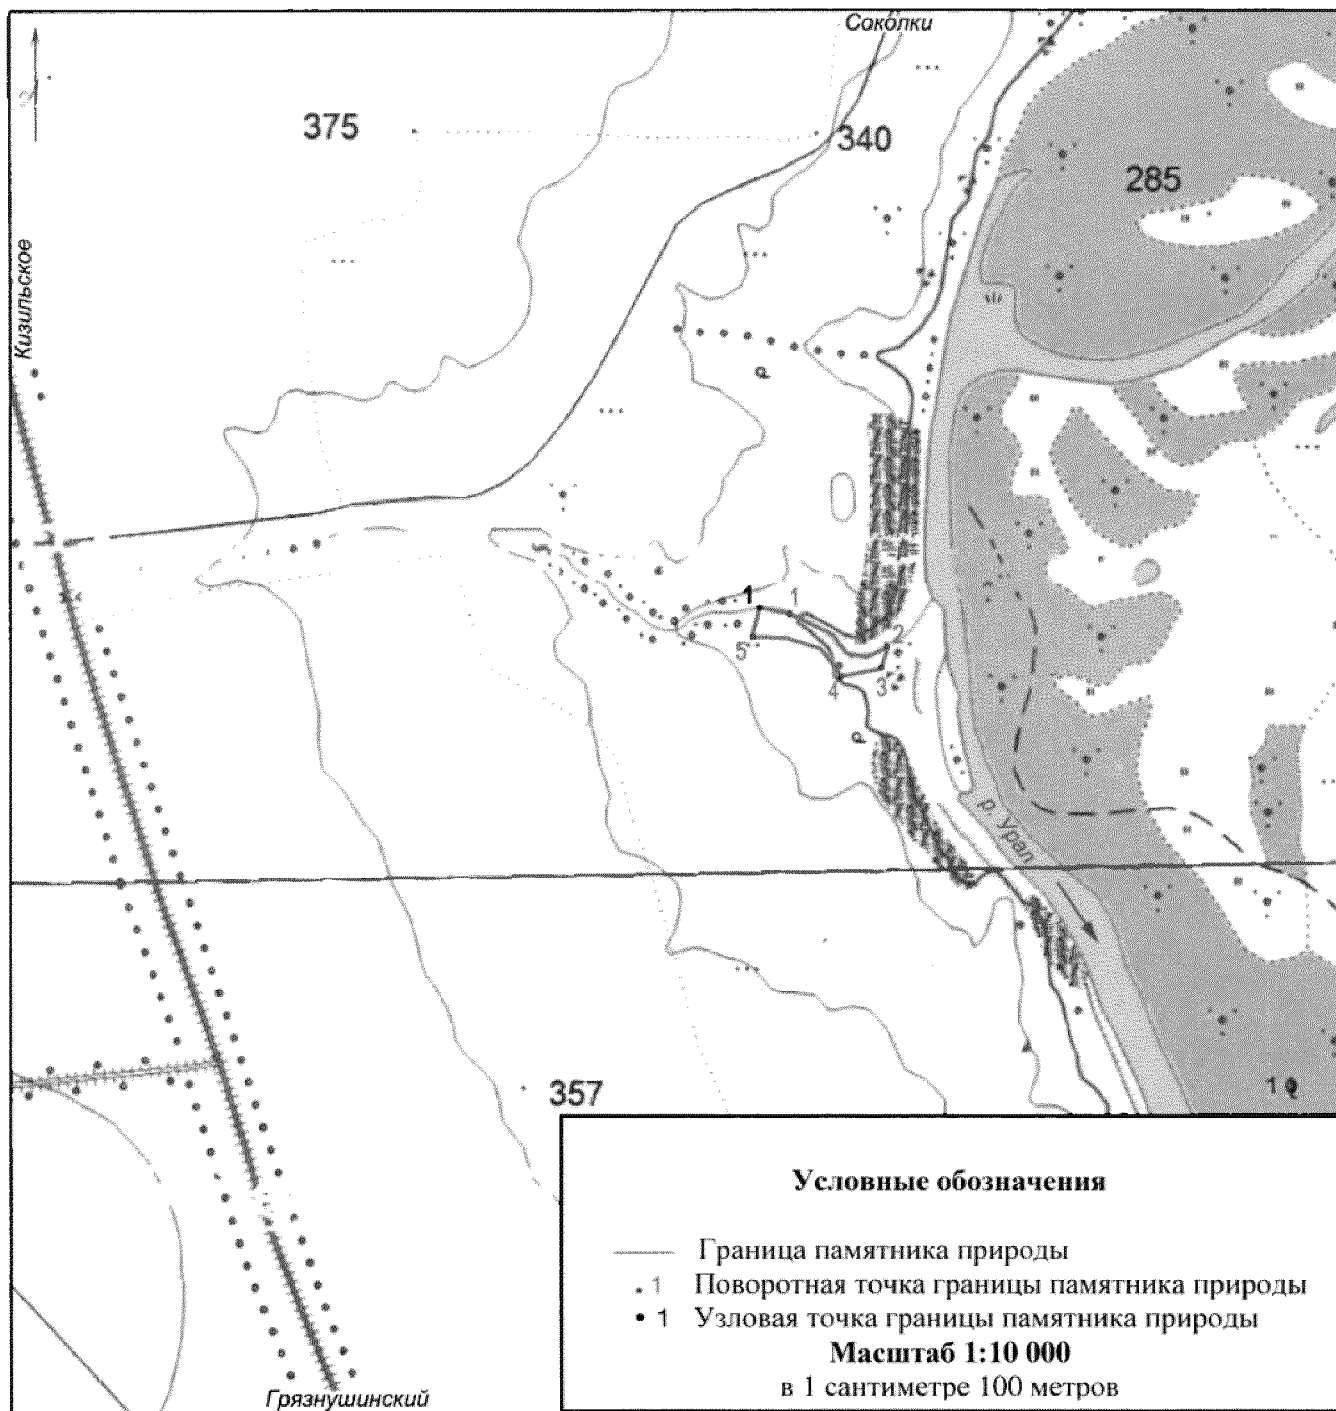 Соколки
375
340
285
Кизильское
р
1
1
2
5
4
3
р
р. Урал
357
1
Условные обозначения
Граница памятника природы
1 Поворотная точка границы памятника природы
1 Узловая точка границы памятника природы
Масштаб 1:10 000
в 1 сантиметре 100 метров
Грязнушинский